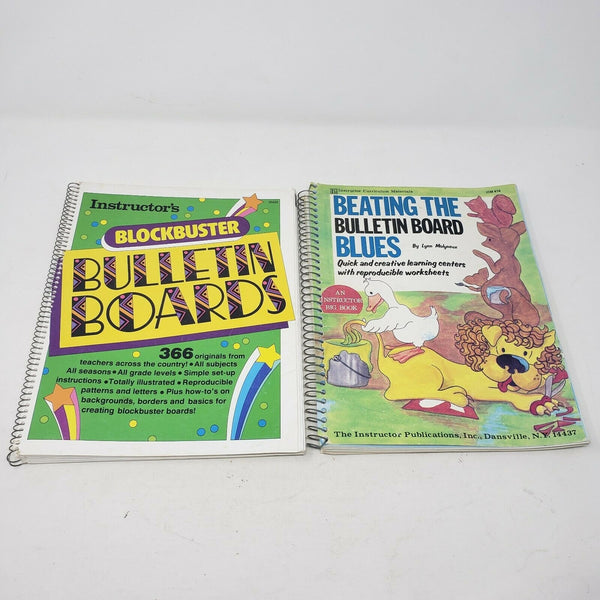 Instructor's
BLOCKBUSTER
BULLETIN
BOARDS
366 originals from
teachers across the country! • All subjects
All seasons • All grade levels • Simple set-up
instructions • Totally illustrated • Reproducible
patterns and letters • Plus how-to's on
backgrounds, borders and basics for
creating blockbuster boards!
Instructor Curriculum Materials
BEATING THE
BULLETIN BOARD
BLUES
By Lynn Molyneux
Quick and creative learning centers
with reproducible worksheets
AN
INSTRUCTOR
BIG BOOK
The Instructor Publications, Inc., Dansville, N.Y. 14437